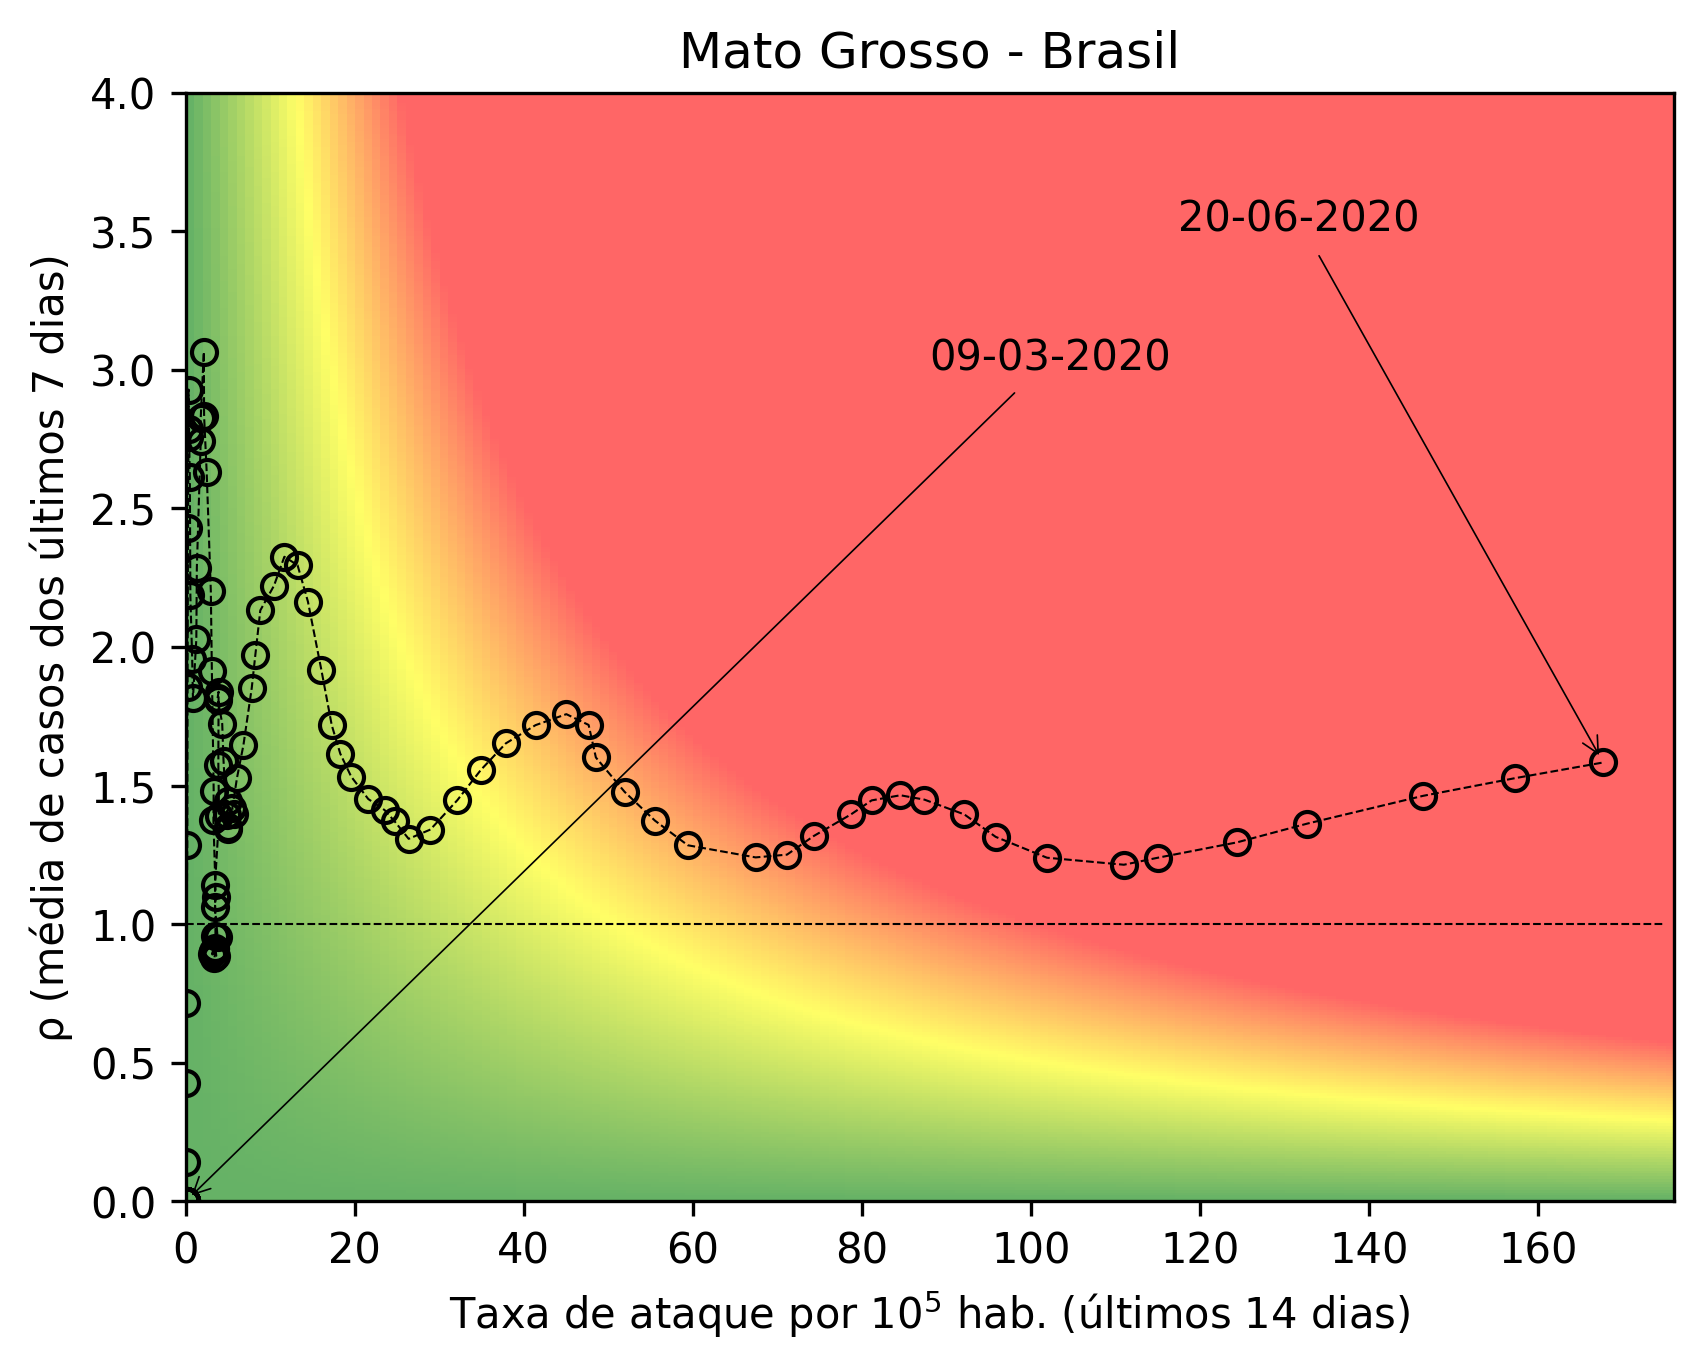 Mato Grosso - Brasil
4.0
3.5
3.0
2.5
2.0
1.5
1.0
0.5
0.0
ρ (média de casos dos últimos 7 dias)
20-06-2020
09-03-2020
0 20 40 60 80 100 120 140 160
Taxa de ataque por 10⁵ hab. (últimos 14 dias)